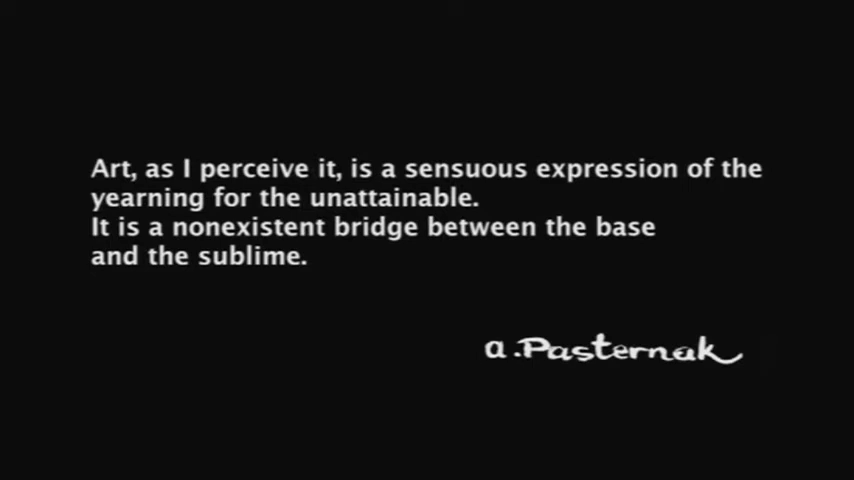 Art, as I perceive it, is a sensuous expression of the
yearning for the unattainable.
It is a nonexistent bridge between the base
and the sublime.
a.Pasternak